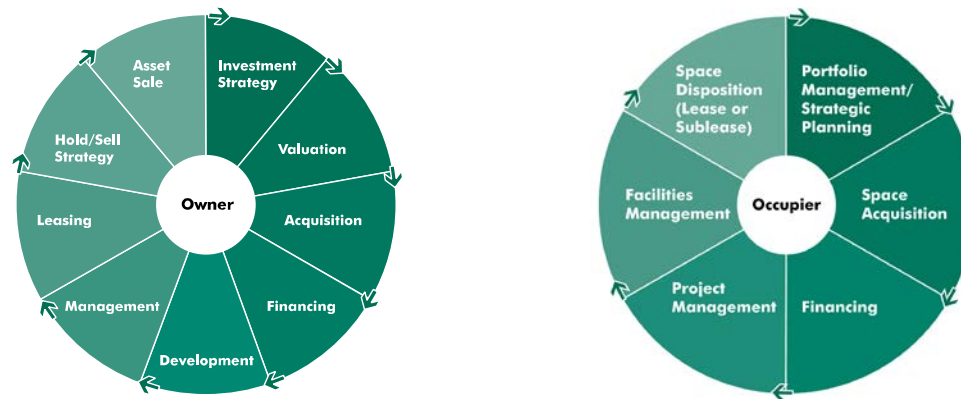 Asset
Sale
Investment
Strategy
Hold/Sell
Strategy
Valuation
Owner
Leasing
Acquisition
Management
Financing
Development
Space
Disposition
(Lease or
Sublease)
Portfolio
Management/
Strategic
Planning
Facilities
Management
Occupier
Space
Acquisition
Project
Management
Financing